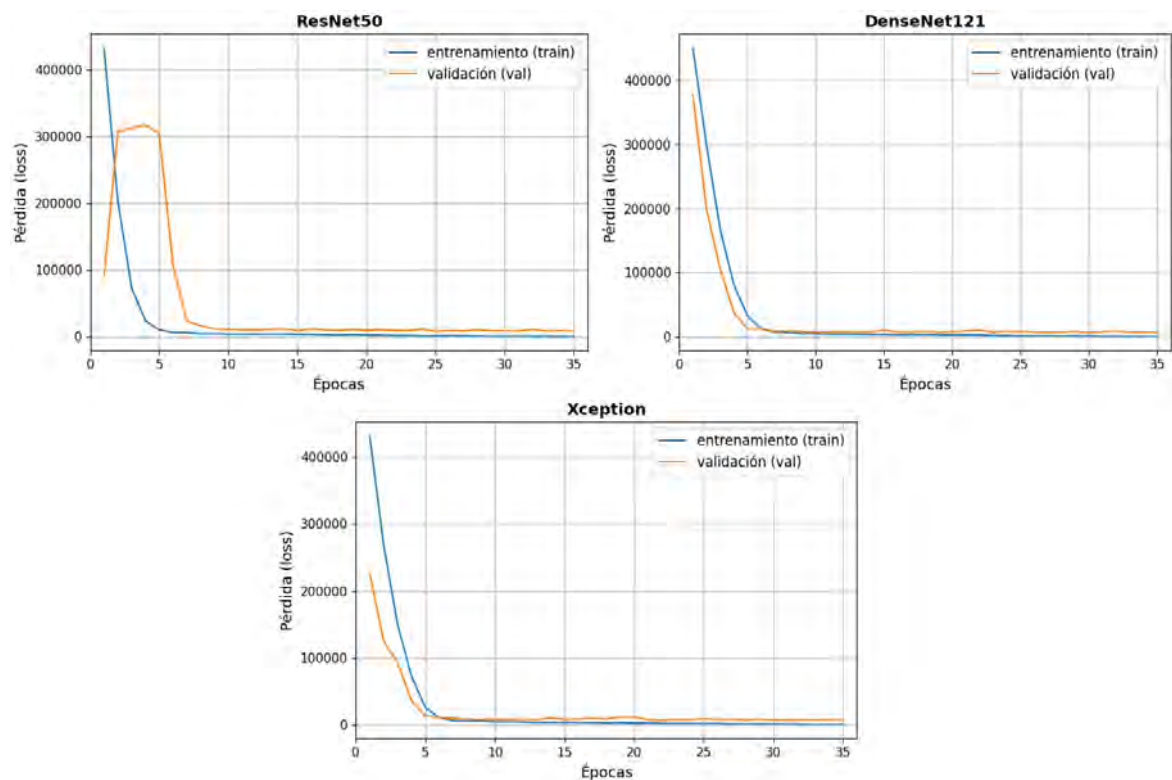 ResNet50
entrenamiento (train)
validación (val)
400000
300000
200000
100000
0
Pérdida (loss)
0 5 10 15 20 25 30 35
Épocas
DenseNet121
entrenamiento (train)
validación (val)
400000
300000
200000
100000
0
Pérdida (loss)
0 5 10 15 20 25 30 35
Épocas
Xception
entrenamiento (train)
validación (val)
400000
300000
200000
100000
0
Pérdida (loss)
0 5 10 15 20 25 30 35
Épocas